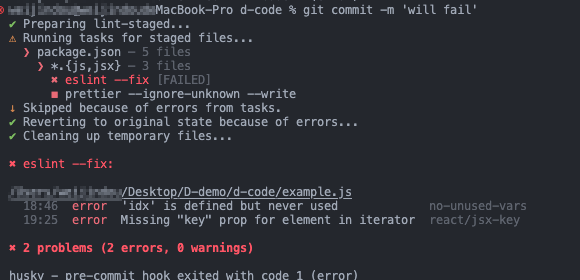 MacBook-Pro d-code % git commit -m 'will fail'
✔ Preparing lint-staged...
⚠ Running tasks for staged files...
❯ package.json — 5 files
❯ *.{js,jsx} — 3 files
✖ eslint --fix [FAILED]
■ prettier --ignore-unknown --write
↓ Skipped because of errors from tasks.
✔ Reverting to original state because of errors...
✔ Cleaning up temporary files...
✖ eslint --fix:
/Desktop/D-demo/d-code/example.js
18:46 error 'idx' is defined but never used no-unused-vars
19:25 error Missing "key" prop for element in iterator react/jsx-key
✖ 2 problems (2 errors, 0 warnings)
husky - pre-commit hook exited with code 1 (error)